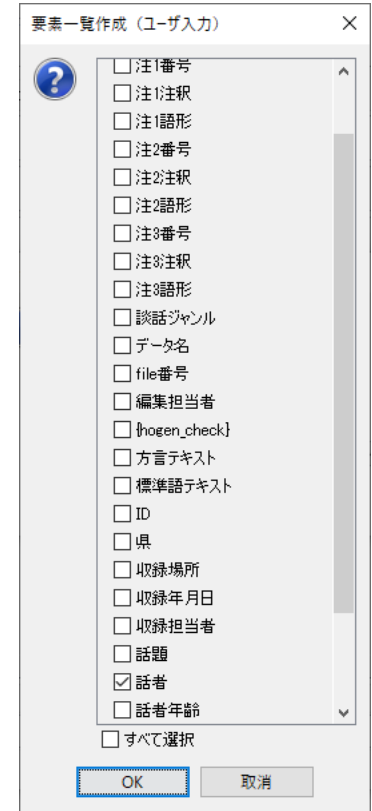 要素一覧作成（ユーザ入力）
注1番号
注1注釈
注1語形
注2番号
注2注釈
注2語形
注3番号
注3注釈
注3語形
談話ジャンル
データ名
file番号
編集担当者
{hogen_check}
方言テキスト
標準語テキスト
ID
県
収録場所
収録年月日
収録担当者
話題
話者
話者年齢
すべて選択
OK 取消